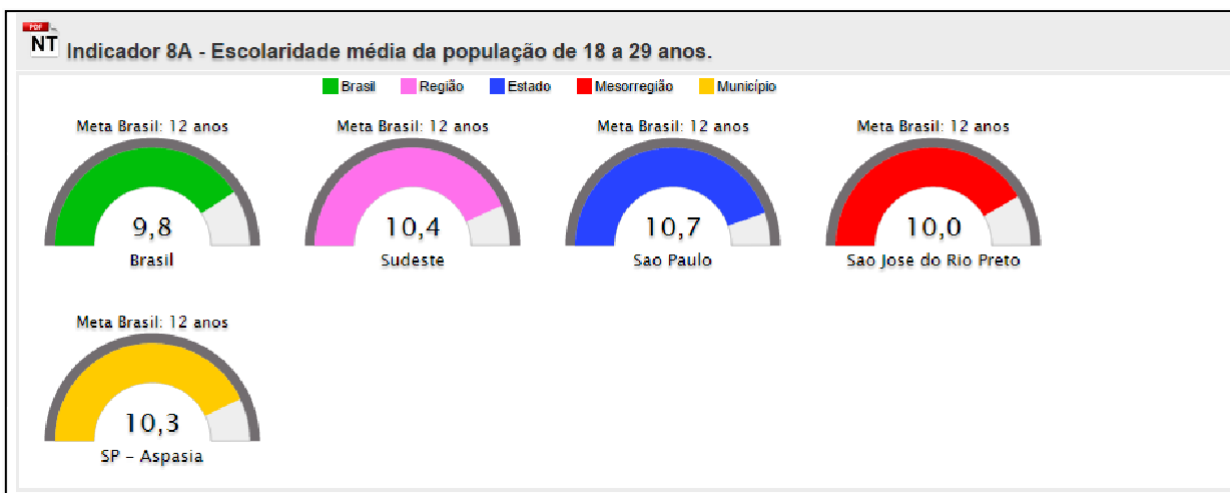 PDF
NT Indicador 8A - Escolaridade média da população de 18 a 29 anos.
Brasil Região Estado Mesorregião Município
Meta Brasil: 12 anos Meta Brasil: 12 anos Meta Brasil: 12 anos Meta Brasil: 12 anos
9,8 10,4 10,7 10,0
Brasil Sudeste Sao Paulo Sao Jose do Rio Preto
Meta Brasil: 12 anos
10,3
SP - Aspasia